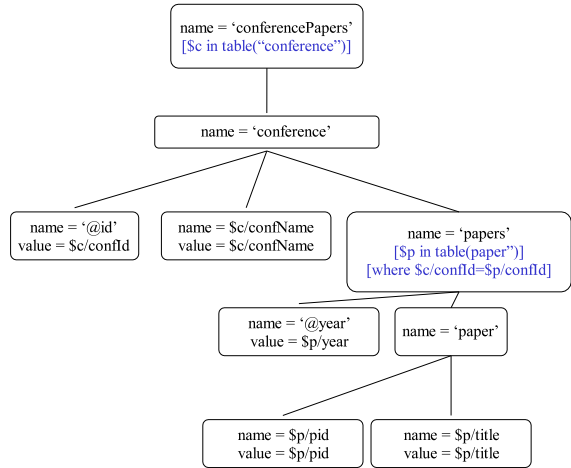 name = ‘conferencePapers’
[$c in table(“conference”)]
name = ‘conference’
name = ‘@id’
value = $c/confId
name = $c/confName
value = $c/confName
name = ‘papers’
[$p in table(paper”)]
[where $c/confId=$p/confId]
name = ‘@year’
value = $p/year
name = ‘paper’
name = $p/pid
value = $p/pid
name = $p/title
value = $p/title